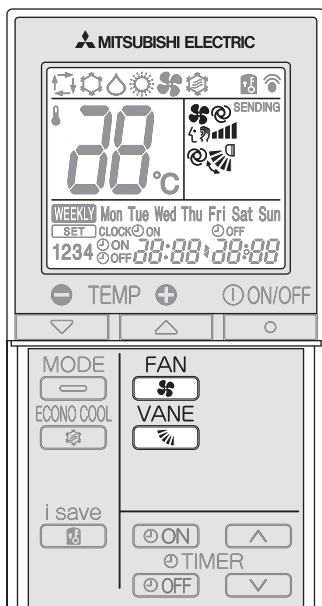 MITSUBISHI ELECTRIC
SENDING
88 °C
WEEKLY Mon Tue Wed Thu Fri Sat Sun
SET CLOCK ON OFF
1234 ON 88:88 88:88
OFF
TEMP ON/OFF
MODE FAN
ECONO COOL VANE
i save
ON
TIMER
OFF